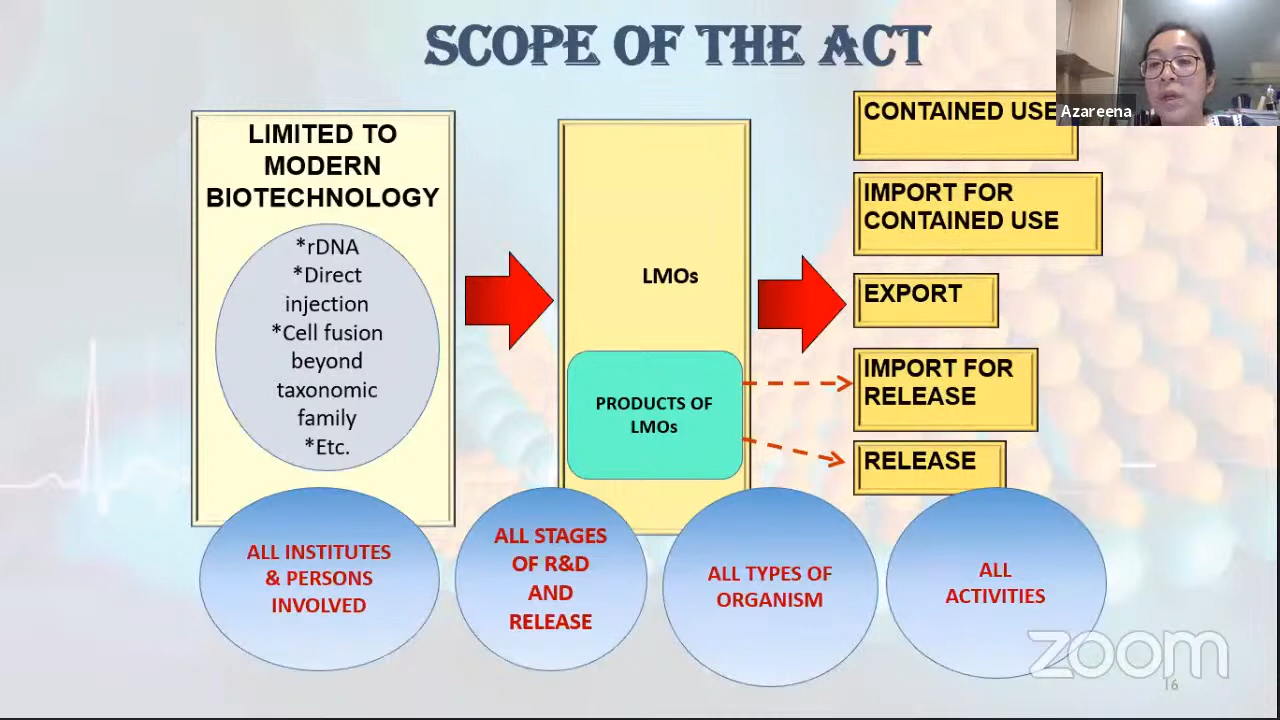 SCOPE OF THE ACT
Azareena
LIMITED TO
MODERN
BIOTECHNOLOGY
*rDNA
*Direct
injection
*Cell fusion
beyond
taxonomic
family
*Etc.
LMOs
PRODUCTS OF
LMOs
CONTAINED USE
IMPORT FOR
CONTAINED USE
EXPORT
IMPORT FOR
RELEASE
RELEASE
ALL INSTITUTES
& PERSONS
INVOLVED
ALL STAGES
OF R&D
AND
RELEASE
ALL TYPES OF
ORGANISM
ALL
ACTIVITIES
zoom
16